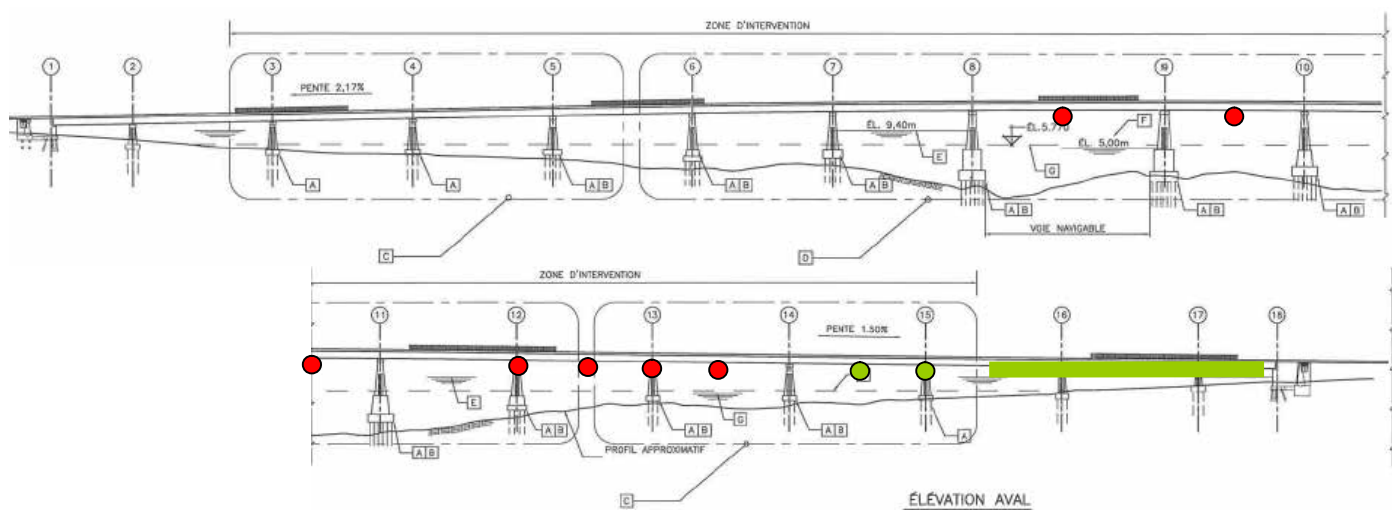 ZONE D'INTERVENTION
1 2 3 4 5 6 7 8 9 10
PENTE 2,17%
ÉL. 9,40m
ÉL.5.770
F
ÉL. 5,00m
E
G
A A A B A B A B A B A B A B
VOIE NAVIGABLE
C D
ZONE D'INTERVENTION
11 12 13 14 15 16 17 18
PENTE 1.50%
E
G
A B A B A B A
A B
PROFIL APPROXIMATIF
C
ÉLÉVATION AVAL